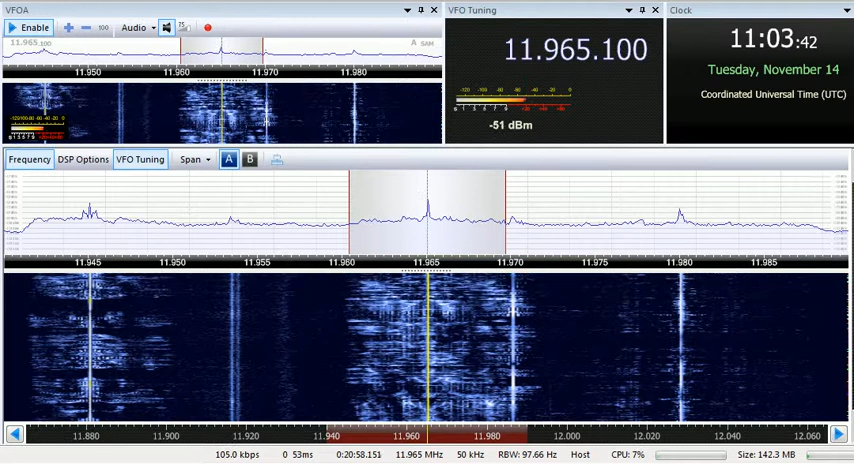 VFOA
Enable 100 Audio 75
11.965.100 A SAM
11.950 11.960 11.970 11.980
VFO Tuning
11.965.100
-51 dBm
Clock
11:03:42
Tuesday, November 14
Coordinated Universal Time (UTC)
Frequency DSP Options VFO Tuning Span A B
11.945 11.950 11.955 11.960 11.965 11.970 11.975 11.980 11.985
11.880 11.900 11.920 11.940 11.960 11.980 12.000 12.020 12.040 12.060
105.0 kbps 0 53ms 0:20:58.151 11.965 MHz 50 kHz RBW: 97.66 Hz Host CPU: 7% Size: 142.3 MB